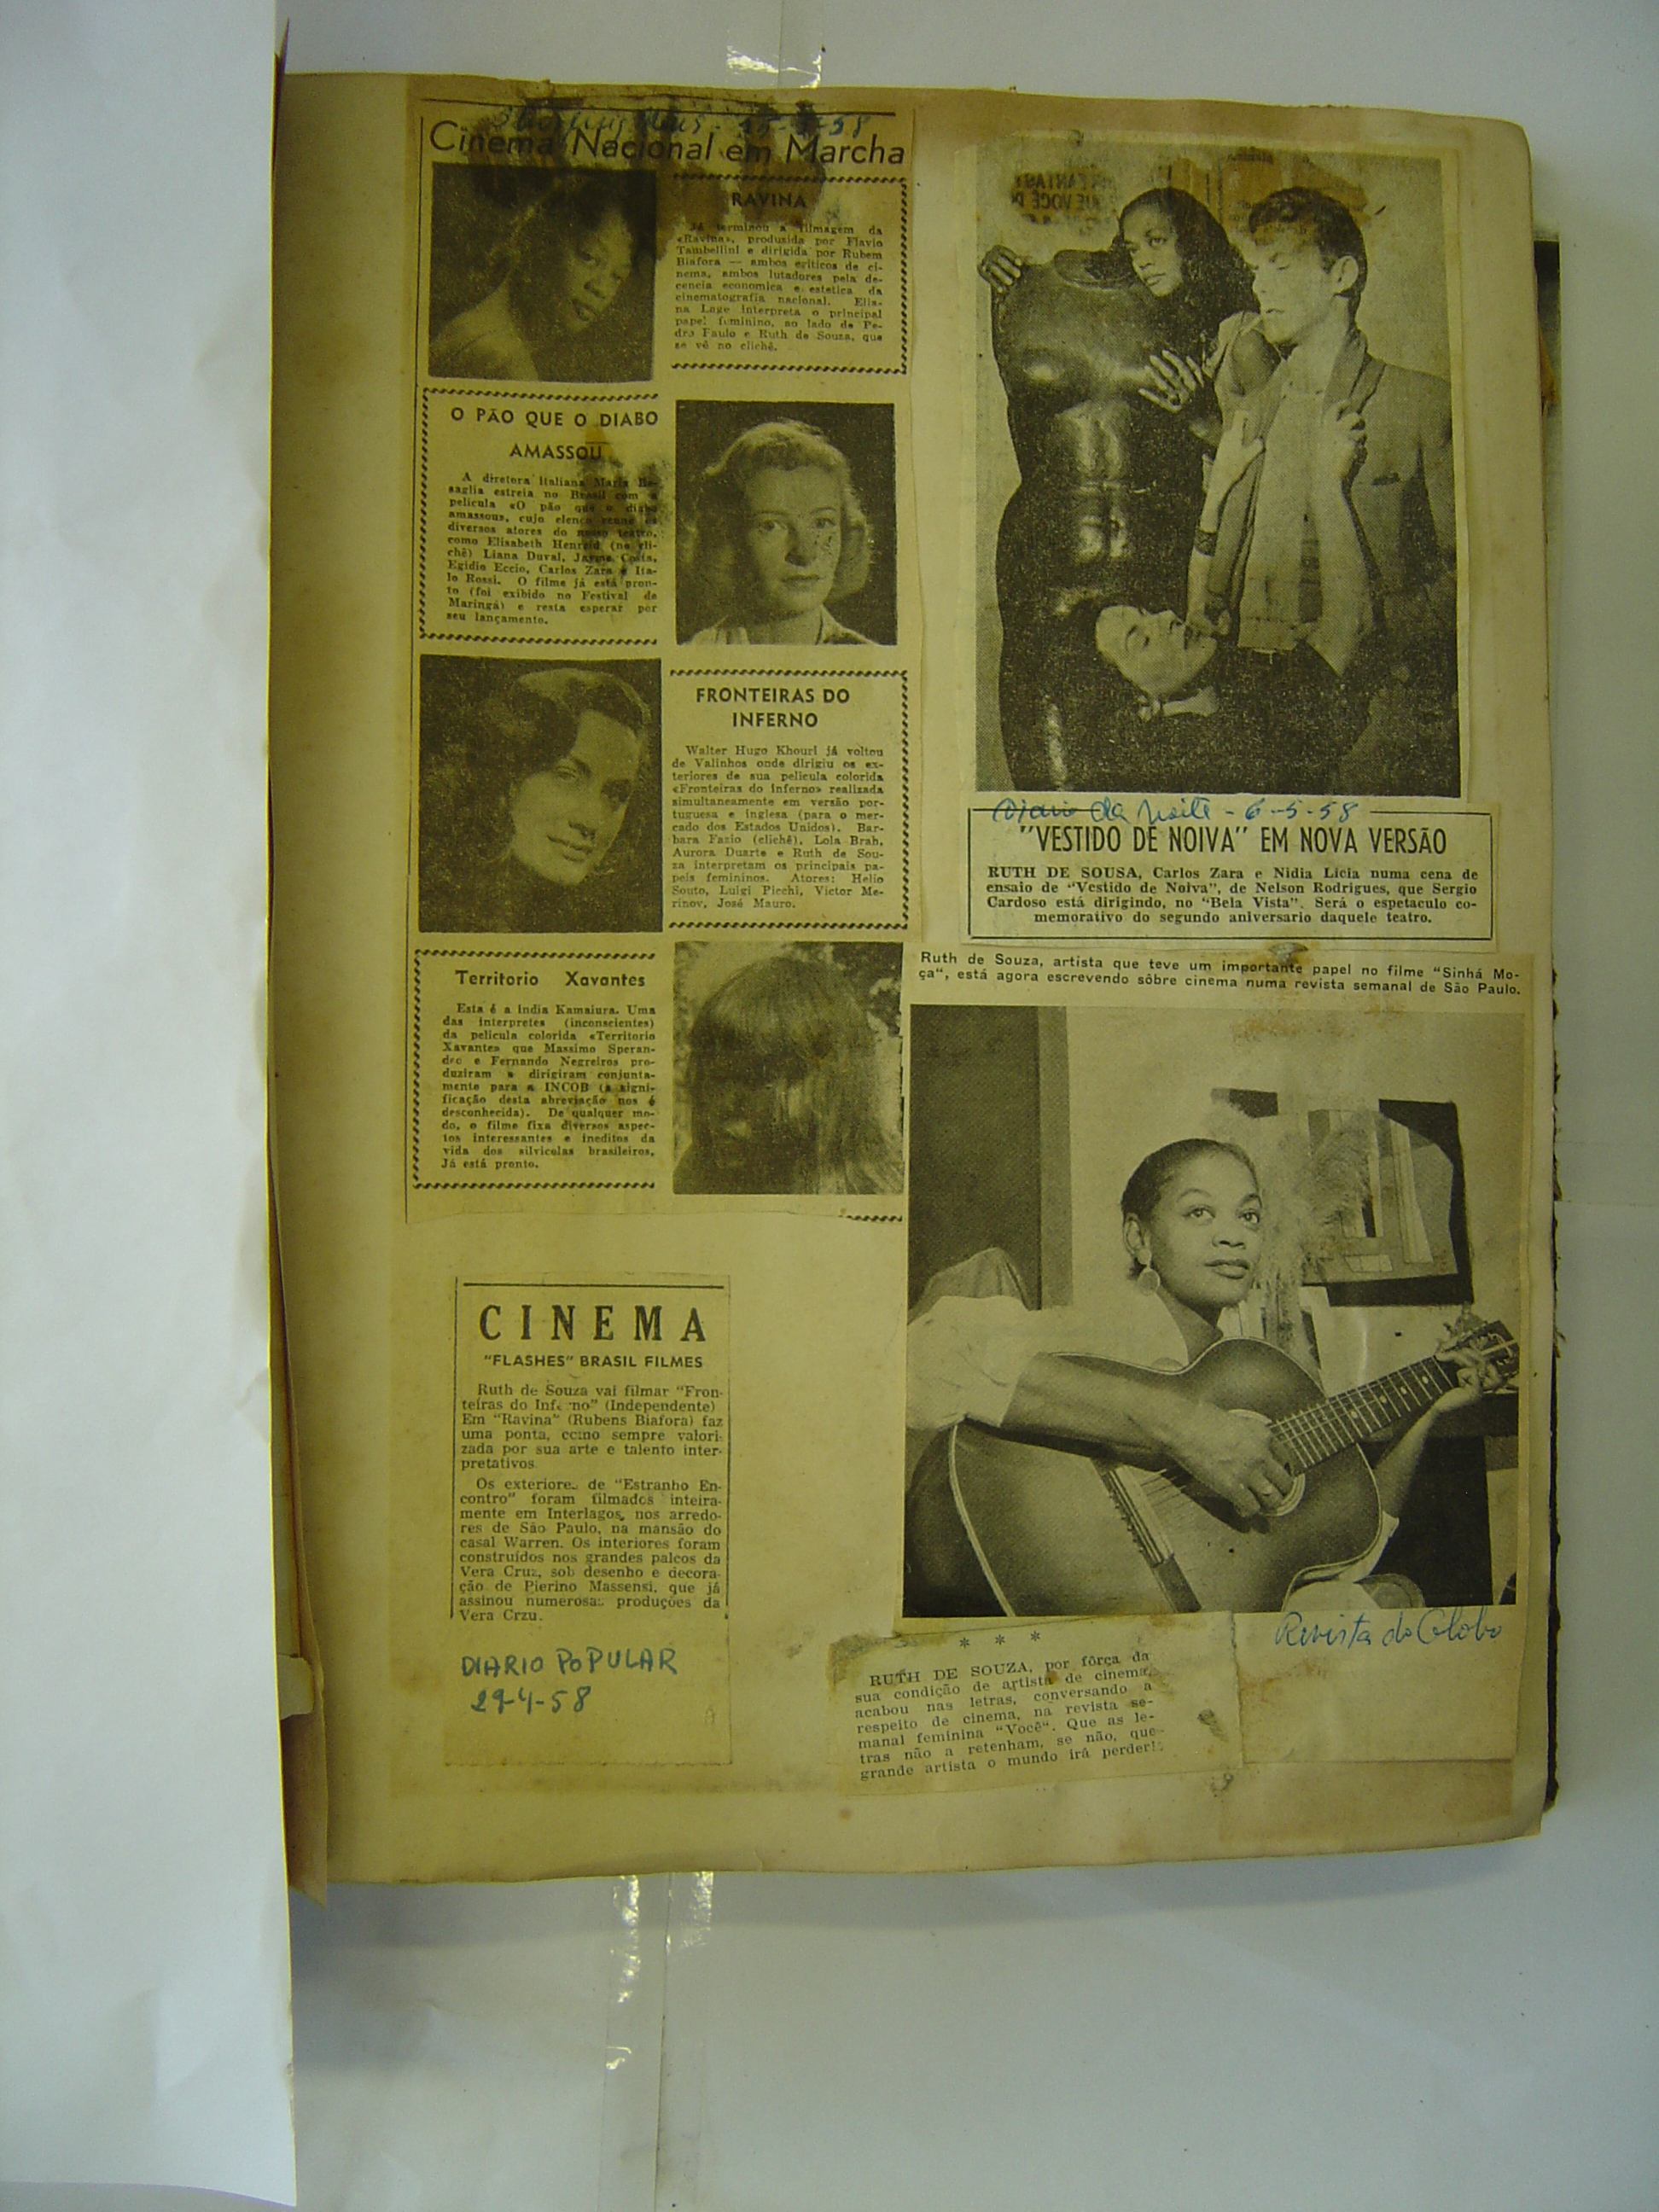 58
Cinema Nacional em Marcha
RAVINA
Já terminou a filmagem da
«Ravina», produzida por Flavio
Tambellini e dirigida por Rubem
Biafora — ambos criticos de ci-
nema, ambos lutadores pela de-
cencia economica e estetica da
cinematografia nacional. Elia-
na Lage interpreta o principal
papel feminino, ao lado de Pe-
dro Paulo e Ruth de Souza, que
se vê no clichê.
O PÃO QUE O DIABO
AMASSOU
A diretora italiana Maria Ba-
saglia estreia no Brasil com a
pelicula «O pão que o diabo
amassou», cujo elenco reune os
diversos atores do nosso teatro,
como Elisabeth Henreid (no cli-
chê) Liana Duval, Jayme Costa,
Egidio Eccio, Carlos Zara e Ita-
lo Rossi. O filme já está pron-
to (foi exibido no Festival de
Maringá) e resta esperar por
seu lançamento.
FRONTEIRAS DO
INFERNO
Walter Hugo Khouri já voltou
de Valinhos onde dirigiu os ex-
teriores de sua pelicula colorida
«Fronteiras do Inferno» realizada
simultaneamente em versão por-
tuguesa e inglesa (para o mer-
cado dos Estados Unidos). Bar-
bara Fazio (clichê), Lola Brah,
Aurora Duarte e Ruth de Sou-
za interpretam os principais pa-
peis femininos. Atores: Helio
Souto, Luigi Picchi, Victor Me-
rinov, José Mauro.
Territorio Xavantes
Esta é a india Kamaiura. Uma
das interpretes (inconscientes)
da pelicula colorida «Territorio
Xavante» que Massimo Speran-
deo e Fernando Negreiros pro-
duziram e dirigiram conjunta-
mente para a INCOB (a signi-
ficação desta abreviação nos é
desconhecida). De qualquer mo-
do, o filme fixa diversos aspec-
tos interessantes e ineditos da
vida dos silvicolas brasileiros.
Já está pronto.
CINEMA
"FLASHES" BRASIL FILMES
Ruth de Souza vai filmar "Fron-
teiras do Inferno" (Independente)
Em "Ravina" (Rubens Biafora) faz
uma ponta, como sempre valori-
zada por sua arte e talento inter-
pretativos
Os exteriores de "Estranho En-
contro" foram filmados inteira-
mente em Interlagos, nos arredo-
res de São Paulo, na mansão do
casal Warren. Os interiores foram
construidos nos grandes palcos da
Vera Cruz, sob desenho e decora-
ção de Pierino Massensi, que já
assinou numerosas produções da
Vera Crzu.
DIARIO POPULAR
29-4-58
Diario da Noite - 6-5-58
"VESTIDO DE NOIVA" EM NOVA VERSÃO
RUTH DE SOUSA, Carlos Zara e Nidia Licia numa cena de
ensaio de "Vestido de Noiva", de Nelson Rodrigues, que Sergio
Cardoso está dirigindo, no "Bela Vista". Será o espetaculo co-
memorativo do segundo aniversario daquele teatro.
Ruth de Souza, artista que teve um importante papel no filme "Sinhá Mo-
ça", está agora escrevendo sôbre cinema numa revista semanal de São Paulo.
Revista do Globo
* * *
RUTH DE SOUZA, por fôrça da
sua condição de artista de cinema,
acabou nas letras, conversando a
respeito de cinema, na revista se-
manal feminina "Você". Que as le-
tras não a retenham, se não, que
grande artista o mundo irá perder!